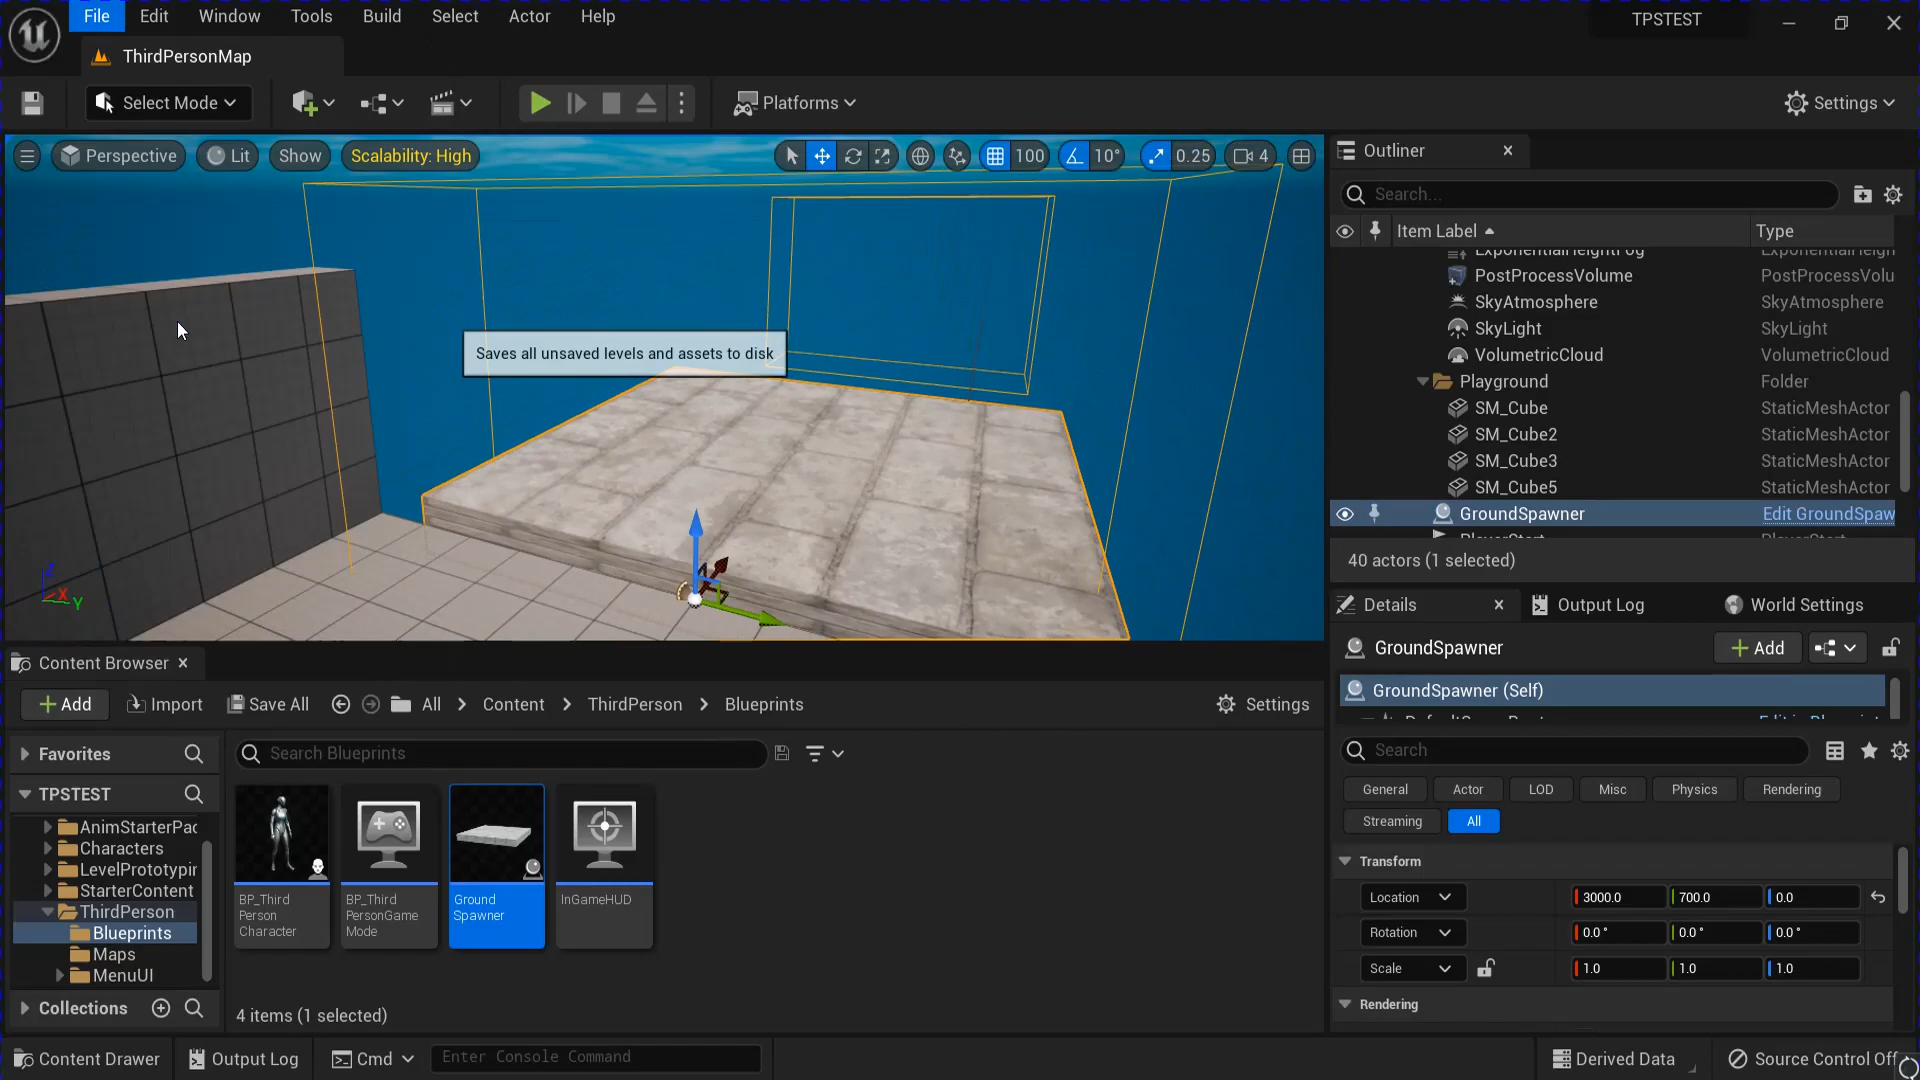 File Edit Window Tools Build Select Actor Help
TPSTEST
ThirdPersonMap
Select Mode
Platforms
Settings
Perspective Lit Show Scalability: High
100 10° 0.25 4
Saves all unsaved levels and assets to disk
Z
X
Y
Outliner
Search...
Item Label Type
PostProcessVolume PostProcessVolu
SkyAtmosphere SkyAtmosphere
SkyLight SkyLight
VolumetricCloud VolumetricCloud
Playground Folder
SM_Cube StaticMeshActor
SM_Cube2 StaticMeshActor
SM_Cube3 StaticMeshActor
SM_Cube5 StaticMeshActor
GroundSpawner Edit GroundSpaw
40 actors (1 selected)
Details Output Log World Settings
GroundSpawner
Add
GroundSpawner (Self)
Search
General Actor LOD Misc Physics Rendering
Streaming All
Transform
Location 3000.0 700.0 0.0
Rotation 0.0° 0.0° 0.0°
Scale 1.0 1.0 1.0
Rendering
Content Browser
Add Import Save All All Content ThirdPerson Blueprints Settings
Favorites
Search Blueprints
TPSTEST
AnimStarterPac
Characters
LevelPrototypin
StarterContent
ThirdPerson
Blueprints
Maps
MenuUI
Collections
BP_Third
Person
Character
BP_Third
PersonGame
Mode
Ground
Spawner
InGameHUD
4 items (1 selected)
Content Drawer Output Log Cmd Enter Console Command Derived Data Source Control Off